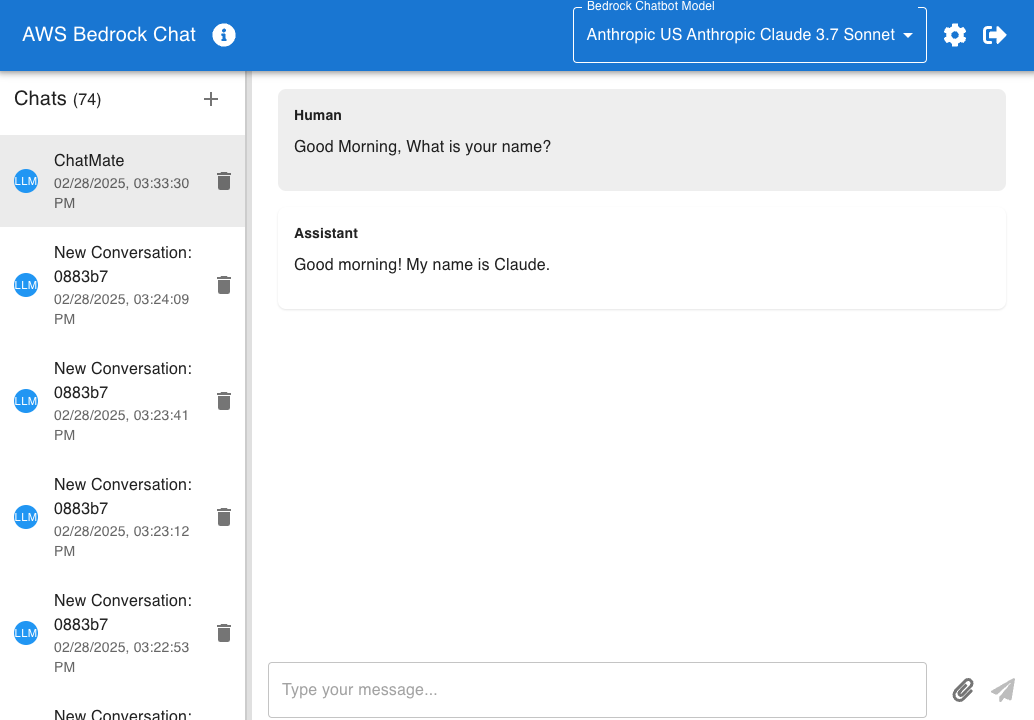 AWS Bedrock Chat
Bedrock Chatbot Model
Anthropic US Anthropic Claude 3.7 Sonnet
Chats (74)
LLM
ChatMate
02/28/2025, 03:33:30
PM
LLM
New Conversation:
0883b7
02/28/2025, 03:24:09
PM
LLM
New Conversation:
0883b7
02/28/2025, 03:23:41
PM
LLM
New Conversation:
0883b7
02/28/2025, 03:23:12
PM
LLM
New Conversation:
0883b7
02/28/2025, 03:22:53
PM
New Conversation:
Human
Good Morning, What is your name?
Assistant
Good morning! My name is Claude.
Type your message...